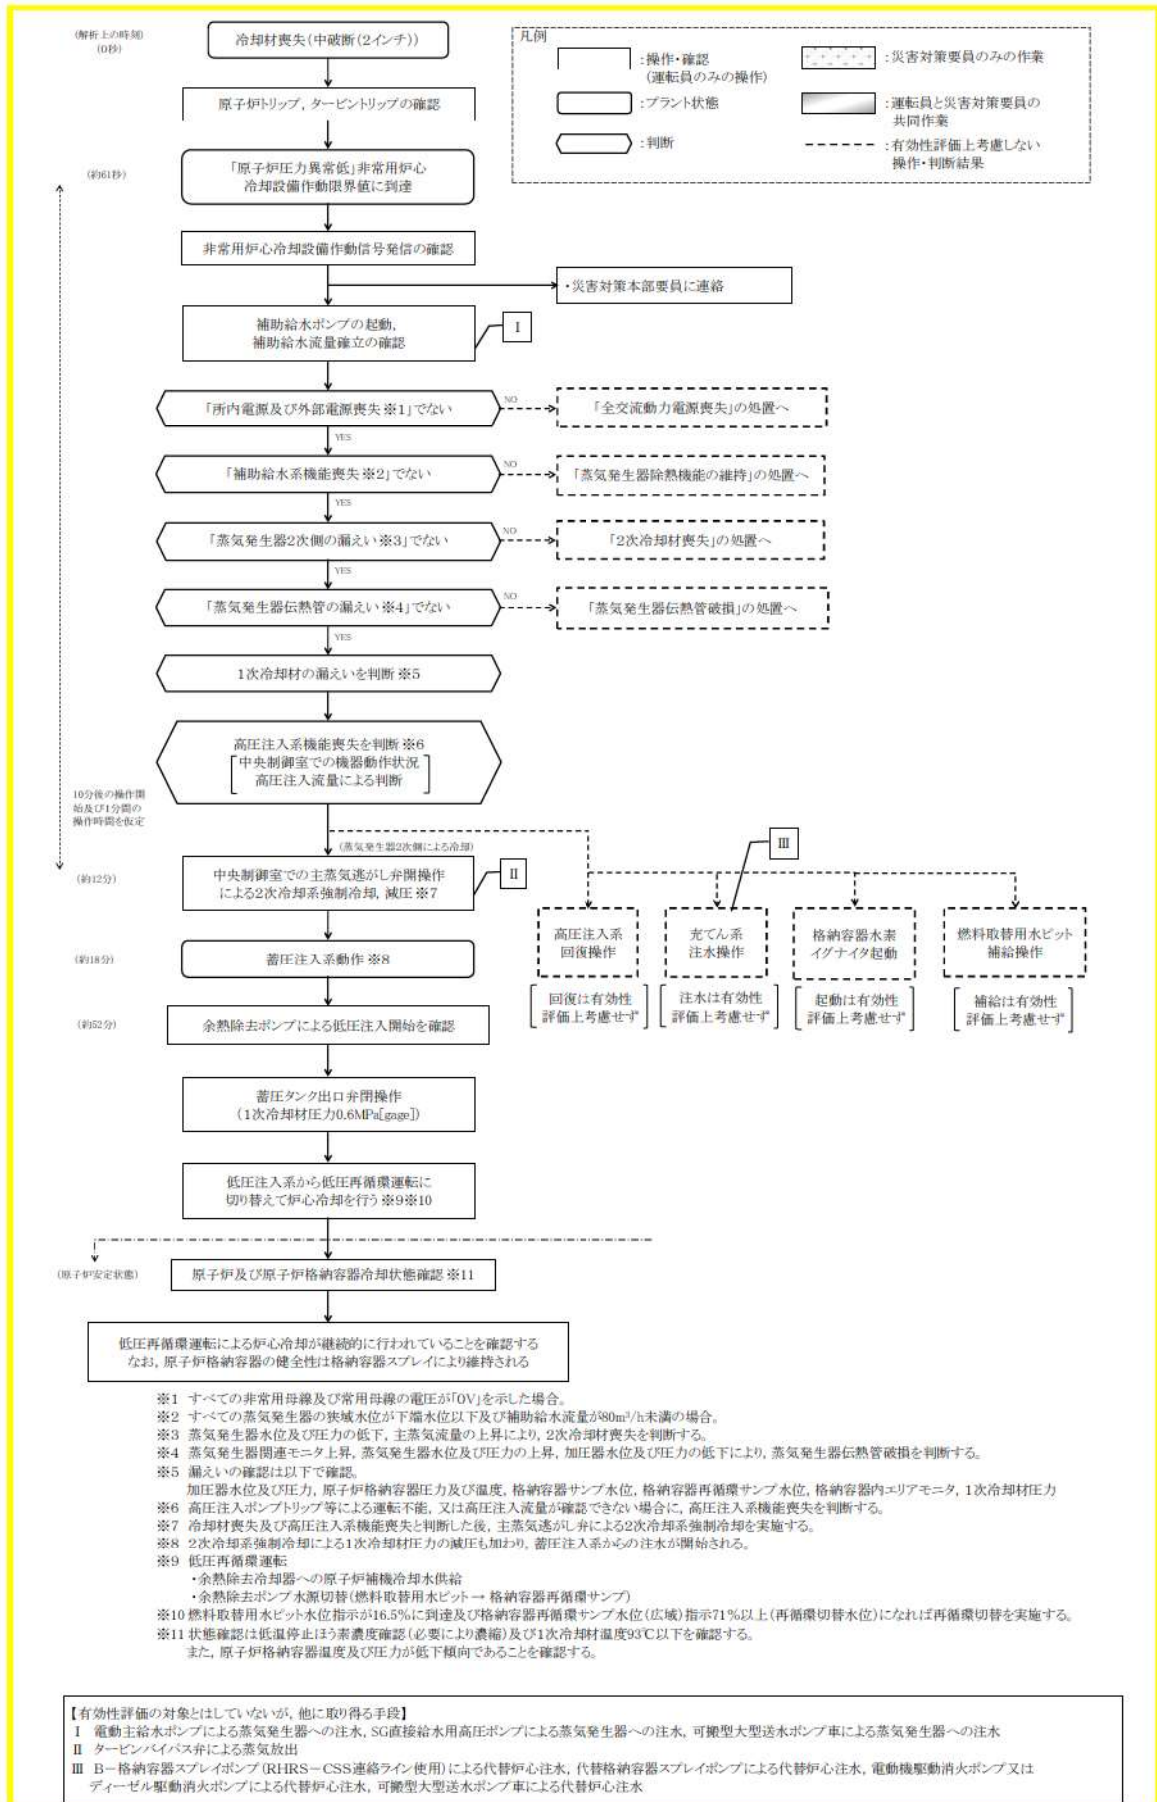 (解析上の時刻)
(0秒)
冷却材喪失(中破断(2インチ))
凡例
:操作・確認
(運転員のみの操作)
:プラント状態
:判断
:災害対策要員のみの作業
:運転員と災害対策要員の
共同作業
:有効性評価上考慮しない
操作・判断結果
原子炉トリップ,タービントリップの確認
(約61秒)
「原子炉圧力異常低」非常用炉心
冷却設備作動限界値に到達
非常用炉心冷却設備作動信号発信の確認
・災害対策本部要員に連絡
補助給水ポンプの起動,
補助給水流量確立の確認
Ⅰ
「所内電源及び外部電源喪失※1」でない
NO
「全交流動力電源喪失」の処置へ
YES
「補助給水系機能喪失※2」でない
NO
「蒸気発生器除熱機能の維持」の処置へ
YES
「蒸気発生器2次側の漏えい※3」でない
NO
「2次冷却材喪失」の処置へ
YES
「蒸気発生器伝熱管の漏えい※4」でない
NO
「蒸気発生器伝熱管破損」の処置へ
YES
1次冷却材の漏えいを判断※5
高圧注入系機能喪失を判断※6
中央制御室での機器動作状況
高圧注入流量による判断
10分後の操作開
始及び1分間の
操作時間を仮定
(蒸気発生器2次側による冷却)
Ⅲ
(約12分)
中央制御室での主蒸気逃がし弁開操作
による2次冷却系強制冷却,減圧※7
Ⅱ
高圧注入系
回復操作
充てん系
注水操作
格納容器水素
イグナイタ起動
燃料取替用水ピット
補給操作
(約18分)
蓄圧注入系動作※8
回復は有効性
評価上考慮せず
注水は有効性
評価上考慮せず
起動は有効性
評価上考慮せず
補給は有効性
評価上考慮せず
(約52分)
余熱除去ポンプによる低圧注入開始を確認
蓄圧タンク出口弁閉操作
(1次冷却材圧力0.6MPa[gage])
低圧注入系から低圧再循環運転に
切り替えて炉心冷却を行う※9※10
(原子炉安定状態)
原子炉及び原子炉格納容器冷却状態確認※11
低圧再循環運転による炉心冷却が継続的に行われていることを確認する
なお,原子炉格納容器の健全性は格納容器スプレイにより維持される
※1 すべての非常用母線及び常用母線の電圧が「0V」を示した場合。
※2 すべての蒸気発生器の狭域水位が下端水位以下及び補助給水流量が80m³/h未満の場合。
※3 蒸気発生器水位及び圧力の低下,主蒸気流量の上昇により,2次冷却材喪失を判断する。
※4 蒸気発生器関連モニタ上昇,蒸気発生器水位及び圧力の上昇,加圧器水位及び圧力の低下により,蒸気発生器伝熱管破損を判断する。
※5 漏えいの確認は以下で確認。
加圧器水位及び圧力,原子炉格納容器圧力及び温度,格納容器サンプ水位,格納容器再循環サンプ水位,格納容器内エリアモニタ,1次冷却材圧力
※6 高圧注入ポンプトリップ等による運転不能,又は高圧注入流量が確認できない場合に,高圧注入系機能喪失を判断する。
※7 冷却材喪失及び高圧注入系機能喪失と判断した後,主蒸気逃がし弁による2次冷却系強制冷却を実施する。
※8 2次冷却系強制冷却による1次冷却材圧力の減圧も加わり,蓄圧注入系からの注水が開始される。
※9 低圧再循環運転
・余熱除去冷却器への原子炉補機冷却水供給
・余熱除去ポンプ水源切替(燃料取替用水ピット→ 格納容器再循環サンプ)
※10 燃料取替用水ピット水位指示が16.5%に到達及び格納容器再循環サンプ水位(広域)指示71%以上(再循環切替水位)になれば再循環切替を実施する。
※11 状態確認は低温停止ほう素濃度確認(必要により濃縮)及び1次冷却材温度93℃以下を確認する。
また,原子炉格納容器温度及び圧力が低下傾向であることを確認する。
【有効性評価の対象とはしていないが,他に取り得る手段】
Ⅰ 電動主給水ポンプによる蒸気発生器への注水,SG直接給水用高圧ポンプによる蒸気発生器への注水,可搬型大型送水ポンプ車による蒸気発生器への注水
Ⅱ タービンバイパス弁による蒸気放出
Ⅲ B-格納容器スプレイポンプ(RHRS-CSS連絡ライン使用)による代替炉心注水,代替格納容器スプレイポンプによる代替炉心注水,電動機駆動消火ポンプ又は
ディーゼル駆動消火ポンプによる代替炉心注水,可搬型大型送水ポンプ車による代替炉心注水